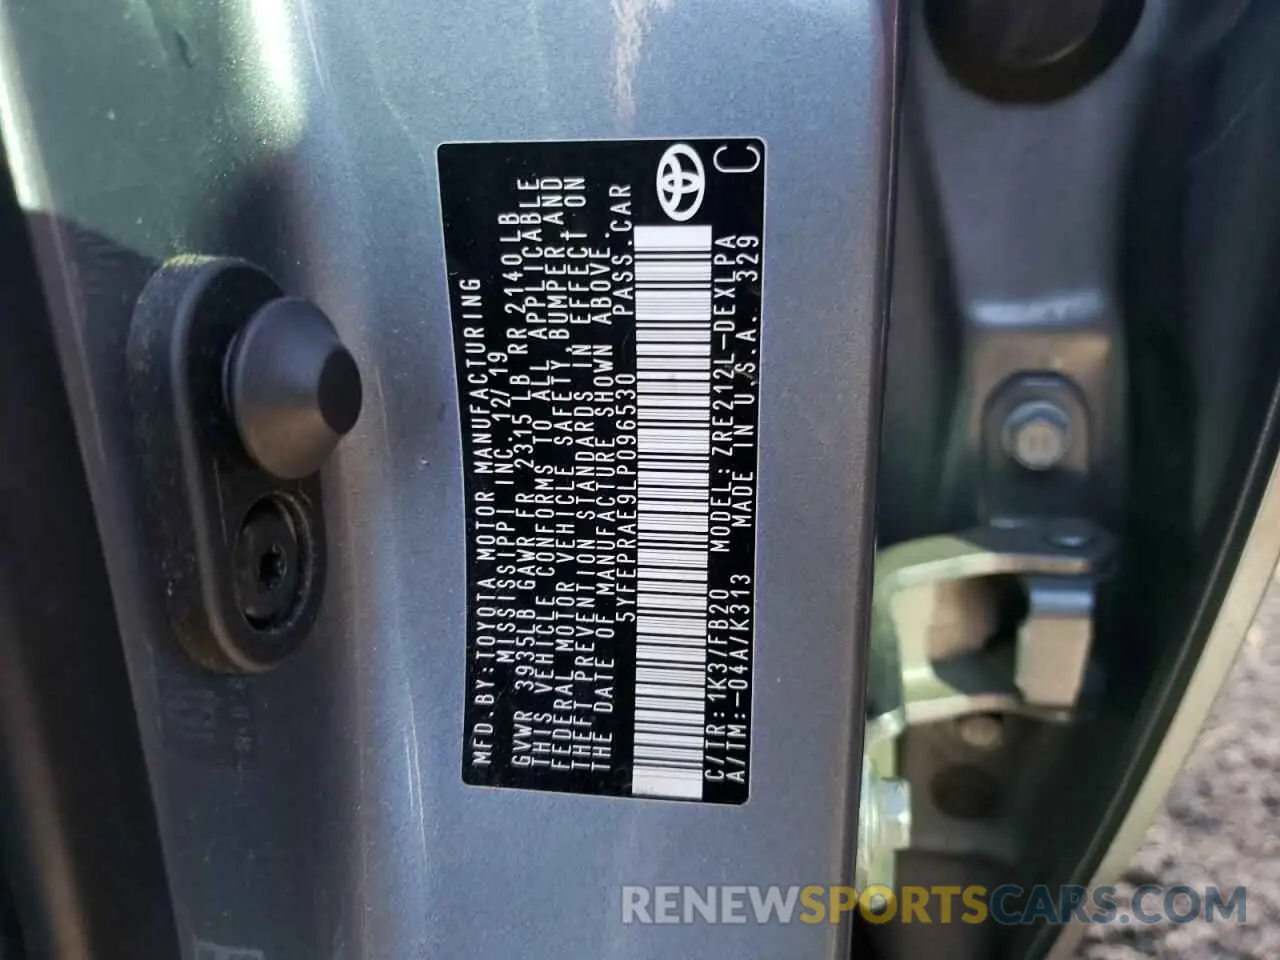 MFD. BY: TOYOTA MOTOR MANUFACTURING
MISSISSIPPI INC. 12/19
GVWR 3935LB GAWR FR 2315 LB RR 2140LB
THIS VEHICLE CONFORMS TO ALL APPLICABLE
FEDERAL MOTOR VEHICLE SAFETY, BUMPER AND
THEFT PREVENTION STANDARDS IN EFFECT ON
THE DATE OF MANUFACTURE SHOWN ABOVE.
5YFEPRAE9LP096530 PASS. CAR
C/TR: 1K3/FB20 MODEL: ZRE212L-DEXLPA
A/TM: -04A/K313 MADE IN U.S.A. 329
C
RENEWSPORTSCARS.COM